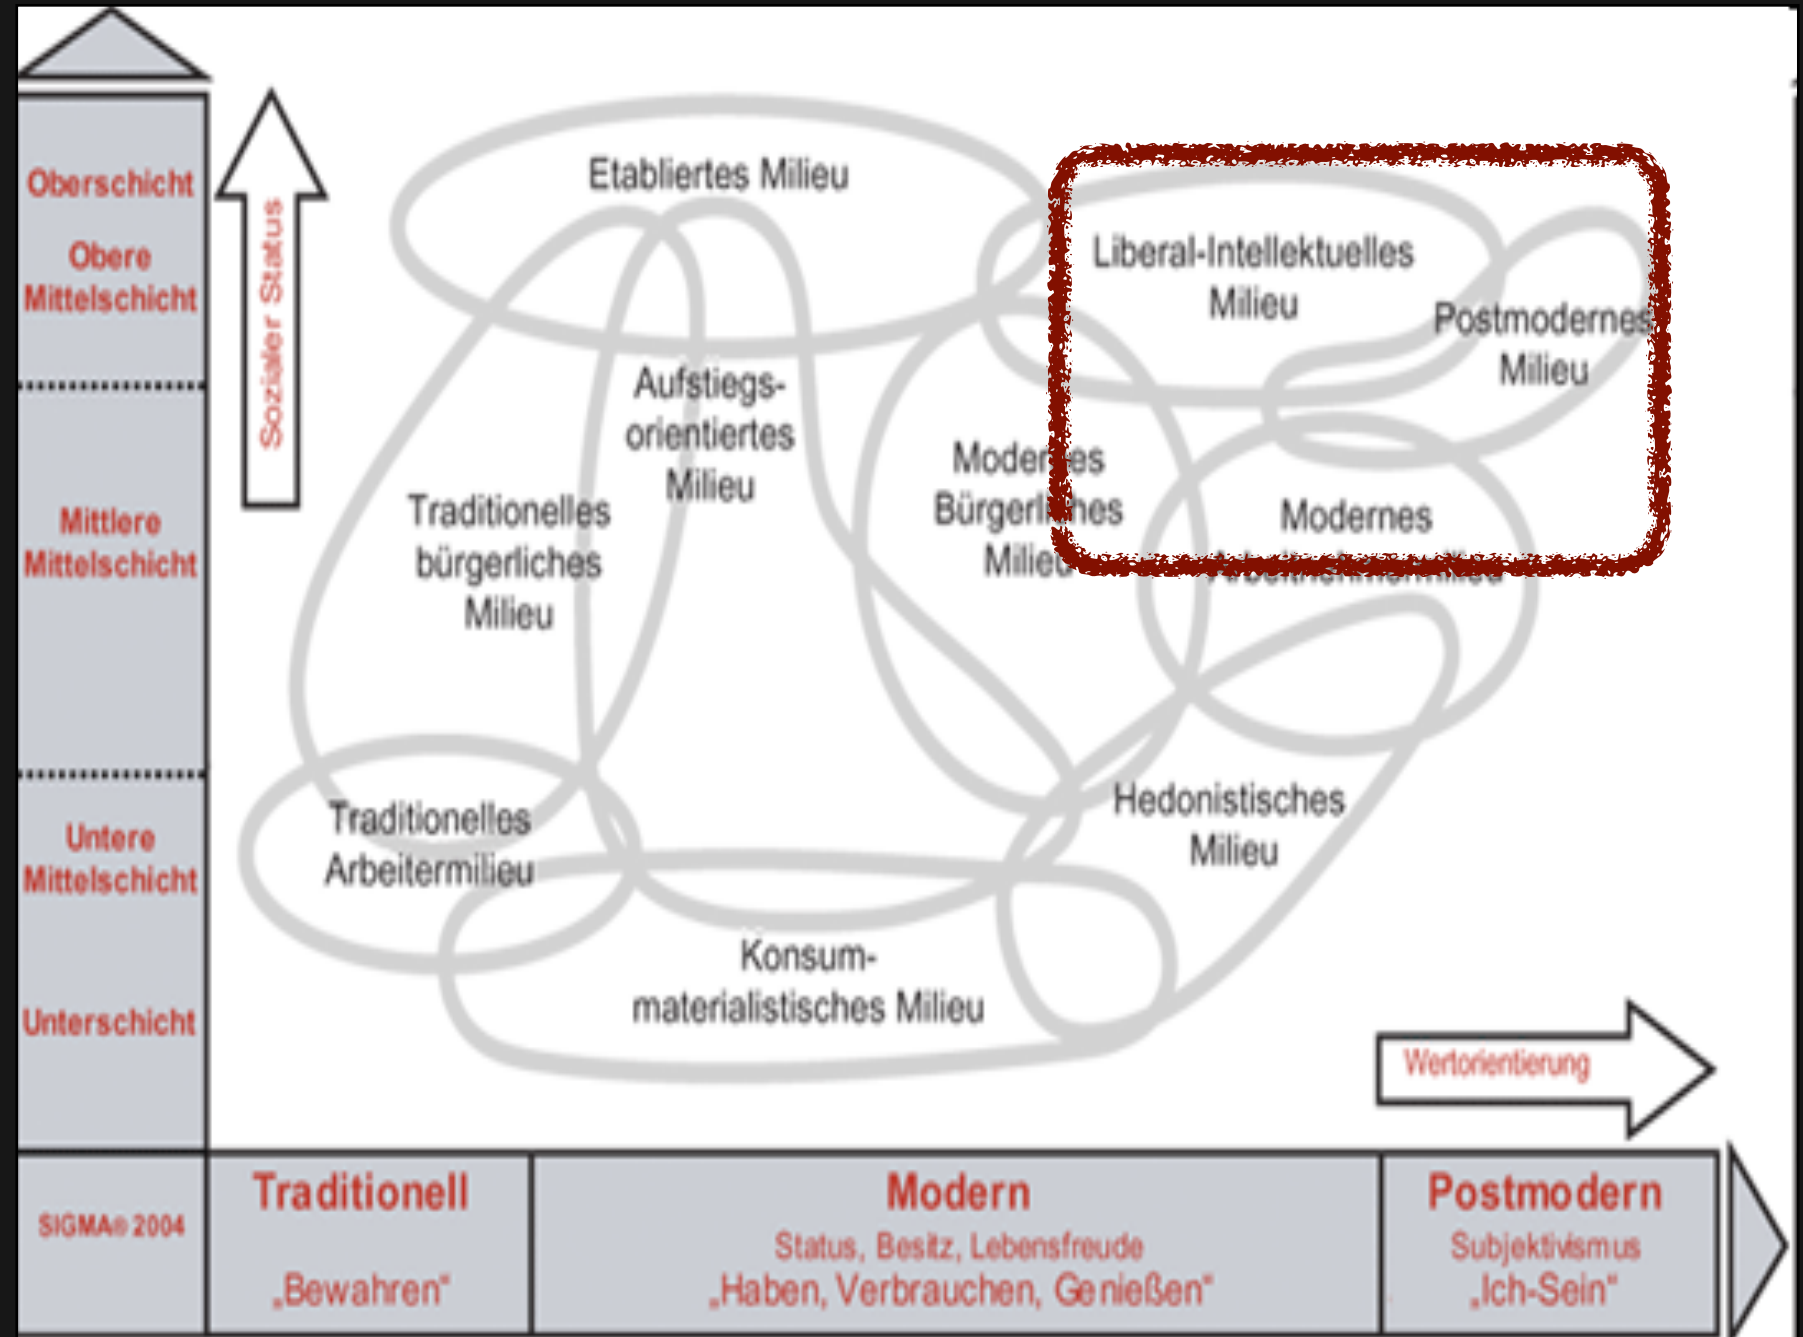 Oberschicht
Obere
Mittelschicht
Mittlere
Mittelschicht
Untere
Mittelschicht
Unterschicht
Sozialer Status
Etabliertes Milieu
Liberal-Intellektuelles
Milieu
Postmodernes
Milieu
Aufstiegs-
orientiertes
Milieu
Modernes
Bürgerliches
Milieu
Traditionelles
bürgerliches
Milieu
Modernes
Arbeitnehmermilieu
Traditionelles
Arbeitermilieu
Hedonistisches
Milieu
Konsum-
materialistisches Milieu
Wertorientierung
SIGMA® 2004
Traditionell
„Bewahren“
Modern
Status, Besitz, Lebensfreude
„Haben, Verbrauchen, Genießen“
Postmodern
Subjektivismus
„Ich-Sein“